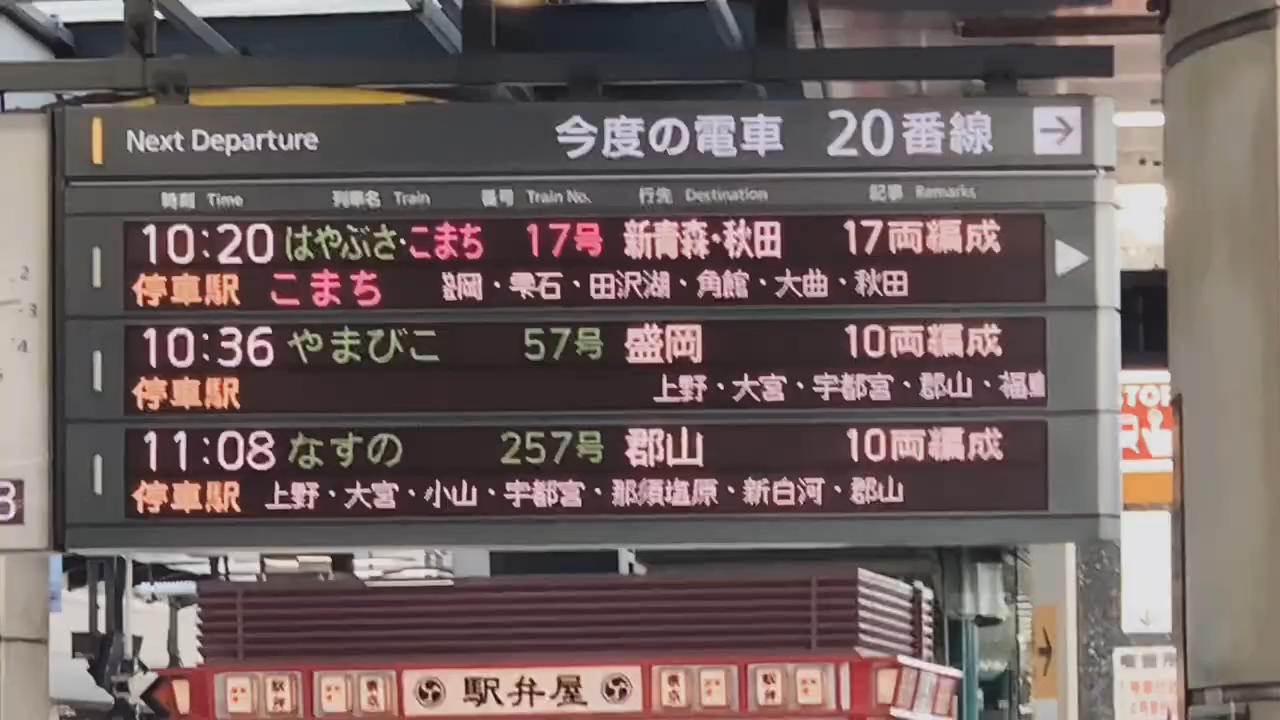 Next Departure 今度の電車 20番線 →
時刻 Time 列車名 Train 番号 Train No. 行先 Destination 記事 Remarks
10:20 はやぶさ・こまち 17号 新青森・秋田 17両編成
停車駅 こまち 岡・雫石・田沢湖・角館・大曲・秋田
10:36 やまびこ 57号 盛岡 10両編成
停車駅 上野・大宮・宇都宮・郡山・福島
11:08 なすの 257号 郡山 10両編成
停車駅 上野・大宮・小山・宇都宮・那須塩原・新白河・郡山
駅弁屋